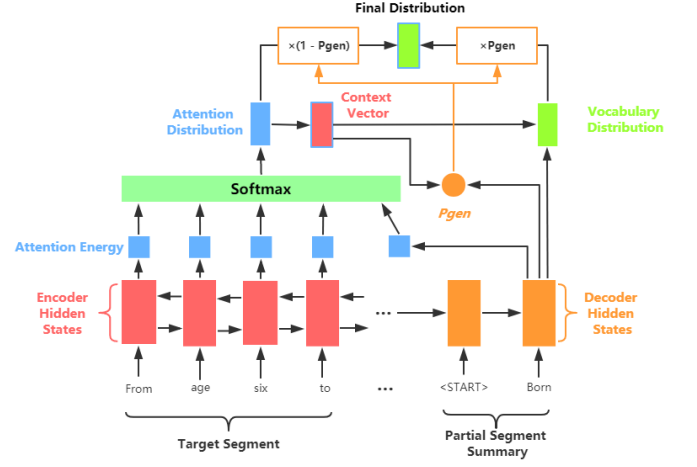 Final Distribution
×(1 - Pgen)
×Pgen
Attention
Distribution
Context
Vector
Vocabulary
Distribution
Softmax
Pgen
Attention Energy
Encoder
Hidden
States
...
Decoder
Hidden
States
From
age
six
to
...
<START>
Born
Target Segment
Partial Segment
Summary